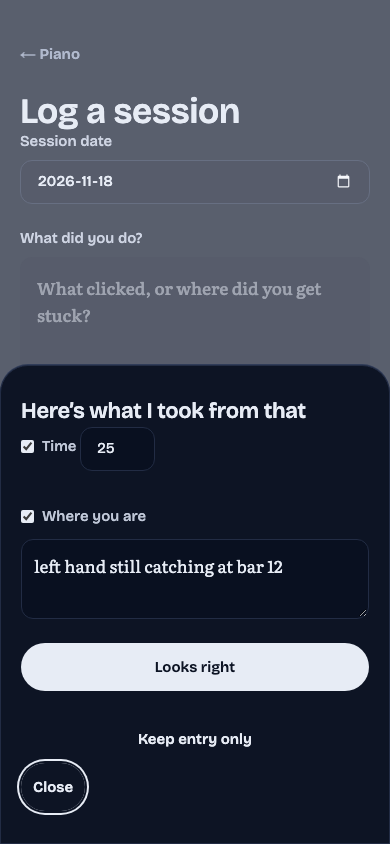 ← Piano
Log a session
Session date
2026-11-18
What did you do?
What clicked, or where did you get
stuck?
Here's what I took from that
Time 25
Where you are
left hand still catching at bar 12
Looks right
Keep entry only
Close